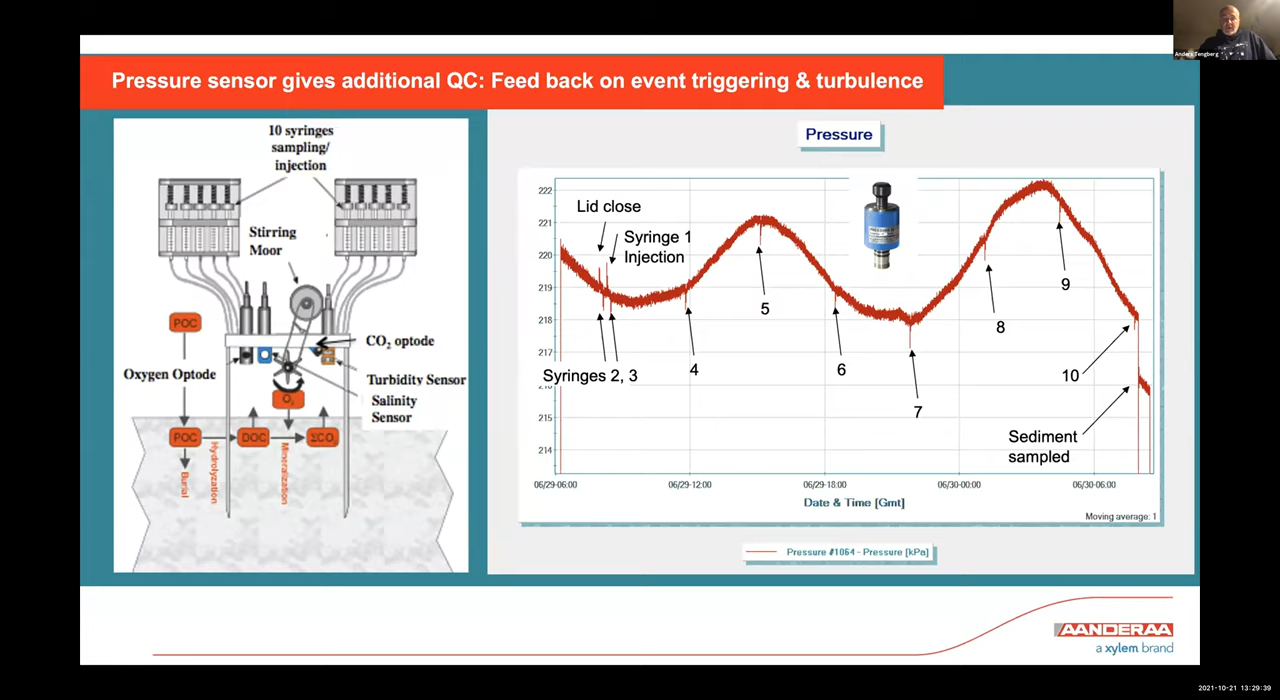 Anders Tengberg
Pressure sensor gives additional QC: Feed back on event triggering & turbulence
10 syringes
sampling/
injection
Stirring
Moor
POC
CO2 optode
Oxygen Optode
Turbidity Sensor
O2
Salinity
Sensor
POC
DOC
ΣCO2
Hydrolyzation
Mineralization
Burial
Pressure
222
221
220
219
218
217
216
215
214
Lid close
Syringe 1
Injection
Syringes 2, 3
4
5
6
7
8
9
10
Sediment
sampled
06/29-06:00
06/29-12:00
06/29-18:00
06/30-00:00
06/30-06:00
Date & Time [Gmt]
Moving average: 1
Pressure #1064 - Pressure [kPa]
AANDERAA
a xylem brand
2021-10-21 13:29:39